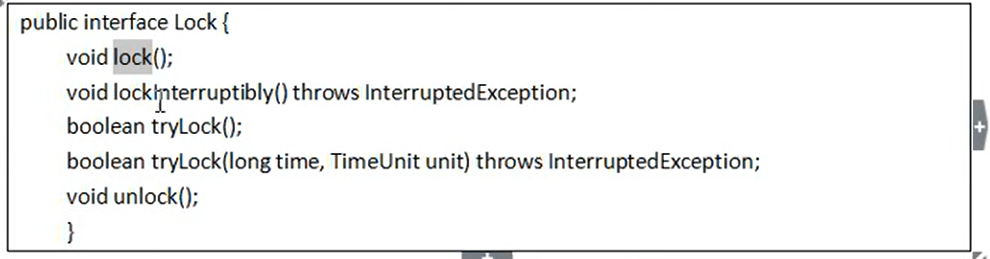 public interface Lock {
void lock();
void lockInterruptibly() throws InterruptedException;
boolean tryLock();
boolean tryLock(long time, TimeUnit unit) throws InterruptedException;
void unlock();
}